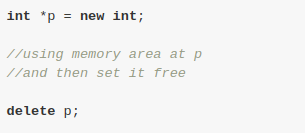 int *p = new int;
//using memory area at p
//and then set it free
delete p;